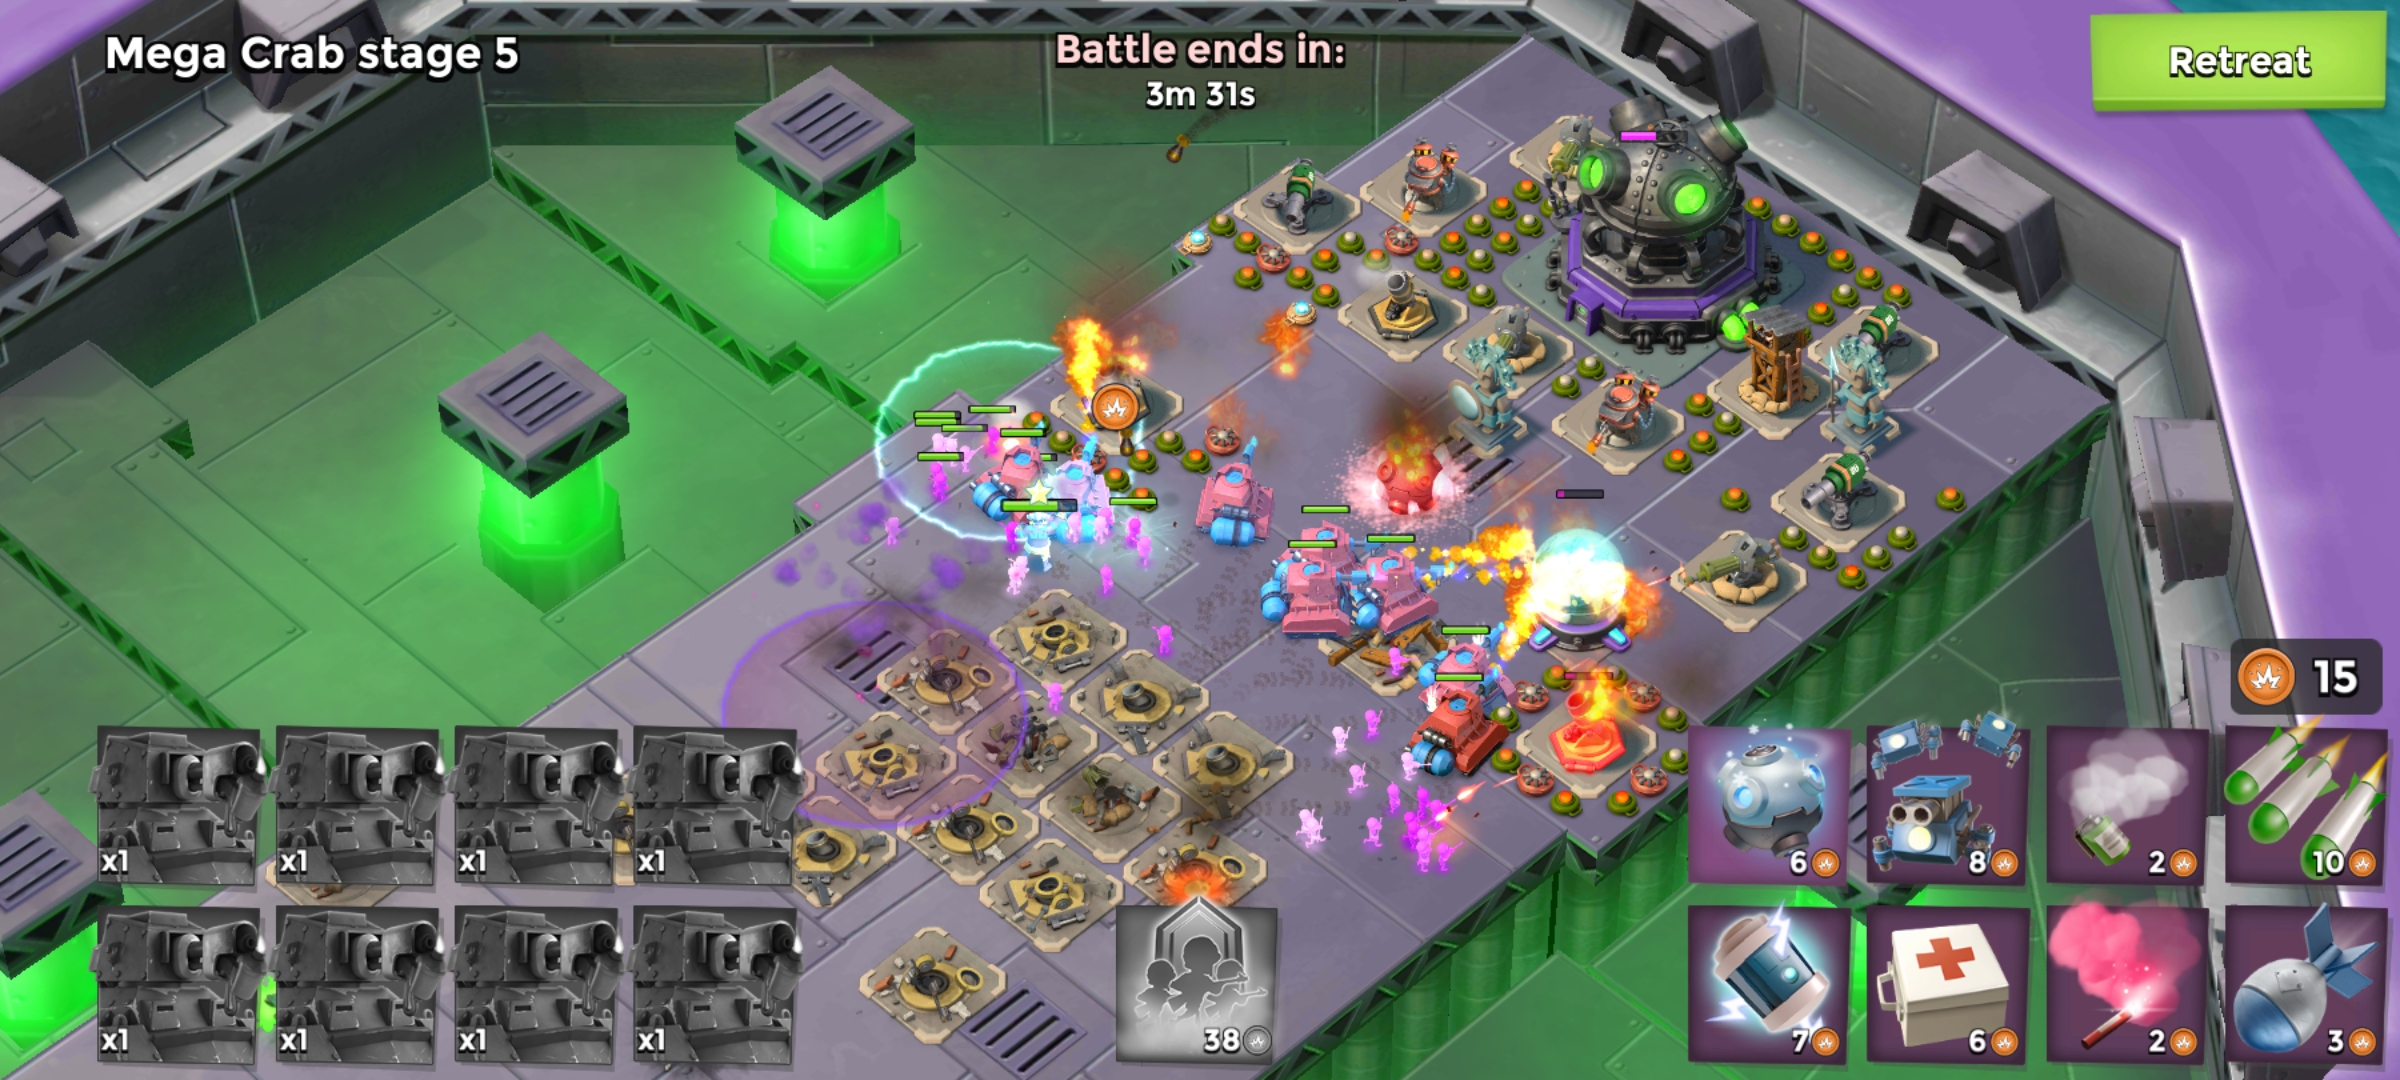 Mega Crab stage 5
Battle ends in:
3m 31s
Retreat
15
x1
x1
x1
x1
6
8
2
10
x1
x1
x1
x1
38
7
6
2
3